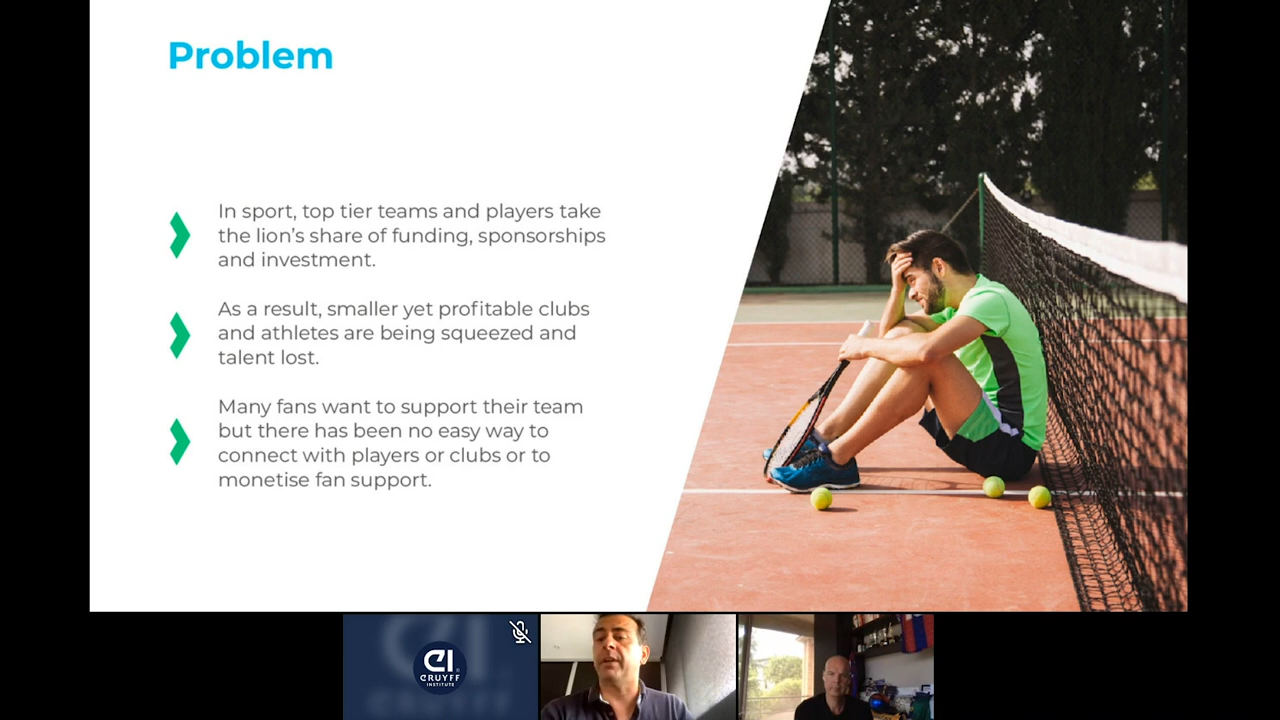 Problem
In sport, top tier teams and players take
the lion’s share of funding, sponsorships
and investment.
As a result, smaller yet profitable clubs
and athletes are being squeezed and
talent lost.
Many fans want to support their team
but there has been no easy way to
connect with players or clubs or to
monetise fan support.
CI
CRUYFF
INSTITUTE